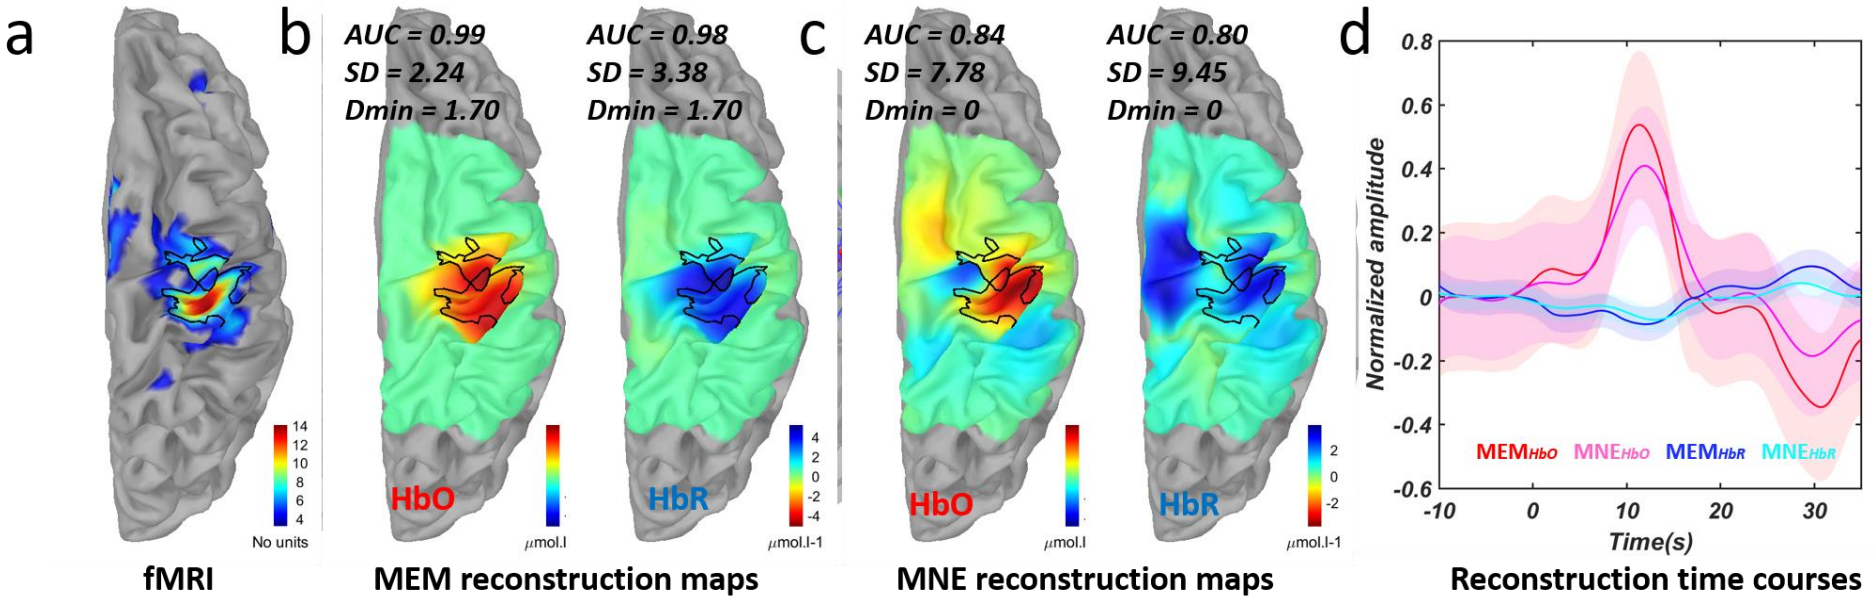 a
14
12
10
8
6
4
No units
fMRI
b
AUC = 0.99
SD = 2.24
Dmin = 1.70
HbO
μmol.l
AUC = 0.98
SD = 3.38
Dmin = 1.70
HbR
4
2
0
-2
-4
μmol.l-1
MEM reconstruction maps
c
AUC = 0.84
SD = 7.78
Dmin = 0
HbO
μmol.l
AUC = 0.80
SD = 9.45
Dmin = 0
HbR
2
0
-2
μmol.l-1
MNE reconstruction maps
d
Normalized amplitude
0.8
0.6
0.4
0.2
0
-0.2
-0.4
-0.6
MEMHbO MNEHbO MEMHbR MNEHbR
-10 0 10 20 30
Time(s)
Reconstruction time courses